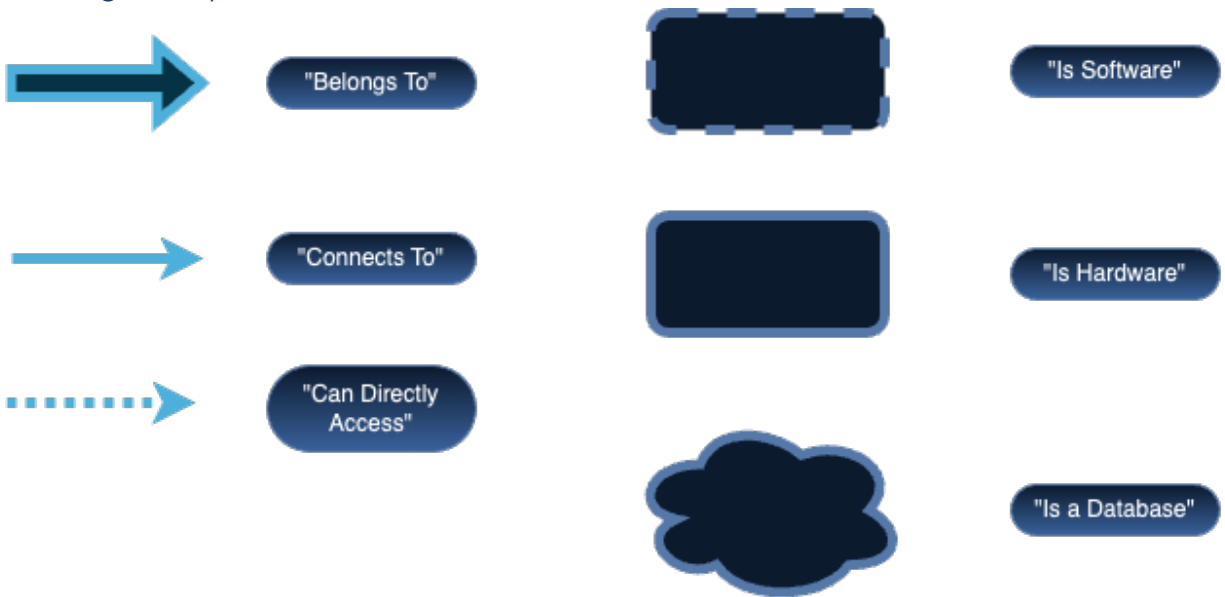 "Belongs To"
"Is Software"
"Connects To"
"Is Hardware"
"Can Directly
Access"
"Is a Database"